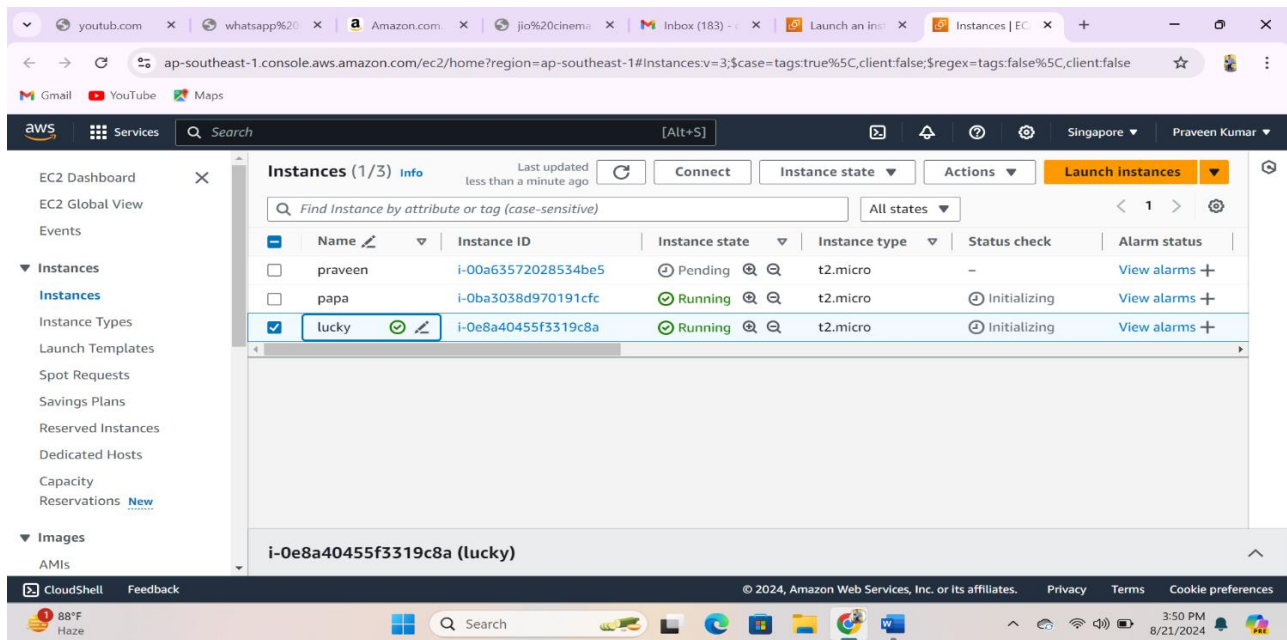 youtub.com whatsapp%20 Amazon.com. jio%20cinema Inbox (183) - Launch an inst Instances | EC
ap-southeast-1.console.aws.amazon.com/ec2/home?region=ap-southeast-1#Instances:v=3;$case=tags:true%5C,client:false;$regex=tags:false%5C,client:false
Gmail YouTube Maps
aws Services Search [Alt+S] Singapore Praveen Kumar
EC2 Dashboard
EC2 Global View
Events
Instances
Instances
Instance Types
Launch Templates
Spot Requests
Savings Plans
Reserved Instances
Dedicated Hosts
Capacity
Reservations New
Images
AMIs
Instances (1/3) Info Last updated less than a minute ago Connect Instance state Actions Launch instances
Find Instance by attribute or tag (case-sensitive) All states 1
Name Instance ID Instance state Instance type Status check Alarm status
praveen i-00a63572028534be5 Pending t2.micro – View alarms +
papa i-0ba3038d970191cfc Running t2.micro Initializing View alarms +
lucky i-0e8a40455f3319c8a Running t2.micro Initializing View alarms +
i-0e8a40455f3319c8a (lucky)
CloudShell Feedback © 2024, Amazon Web Services, Inc. or its affiliates. Privacy Terms Cookie preferences
1 88°F Search 3:50 PM
Haze 8/21/2024